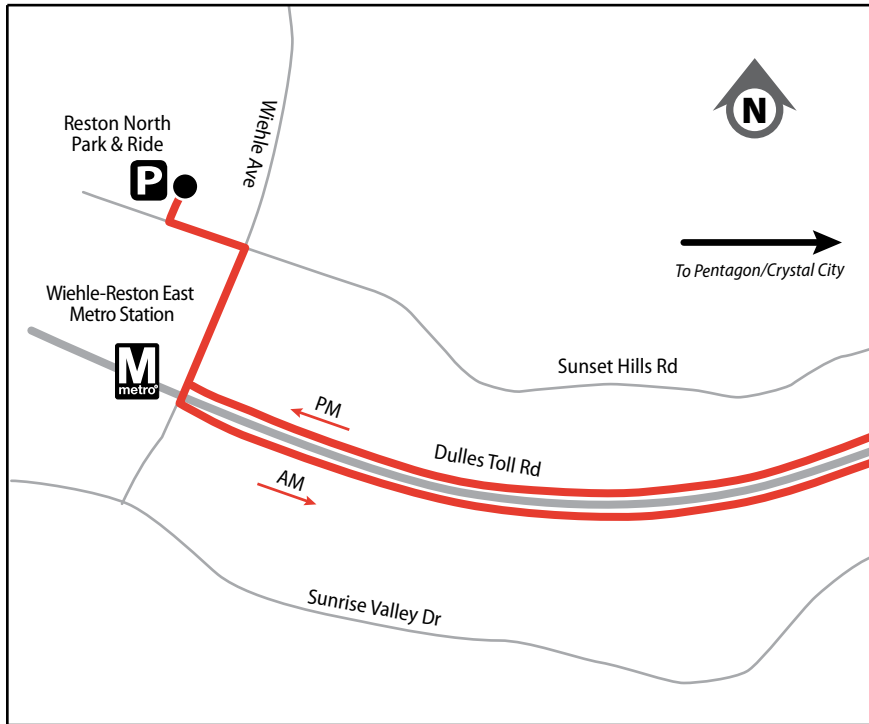 Reston North
Park & Ride
P
Wiehle Ave
N
To Pentagon/Crystal City
Wiehle-Reston East
Metro Station
M
metro®
Sunset Hills Rd
PM
Dulles Toll Rd
AM
Sunrise Valley Dr